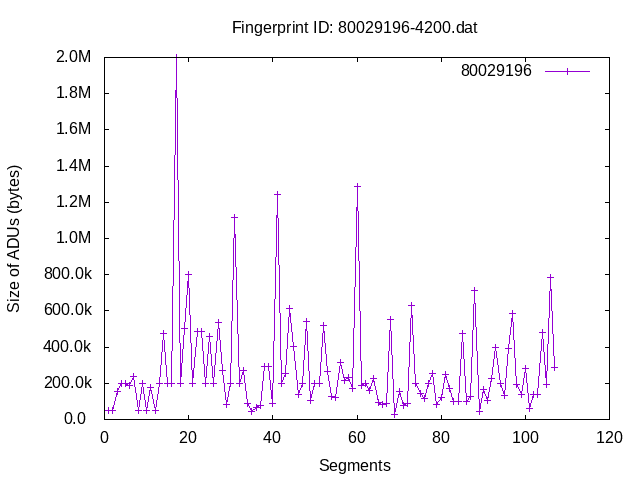 Fingerprint ID: 80029196-4200.dat
80029196
Size of ADUs (bytes)
2.0M
1.8M
1.6M
1.4M
1.2M
1.0M
800.0k
600.0k
400.0k
200.0k
0.0
0 20 40 60 80 100 120
Segments